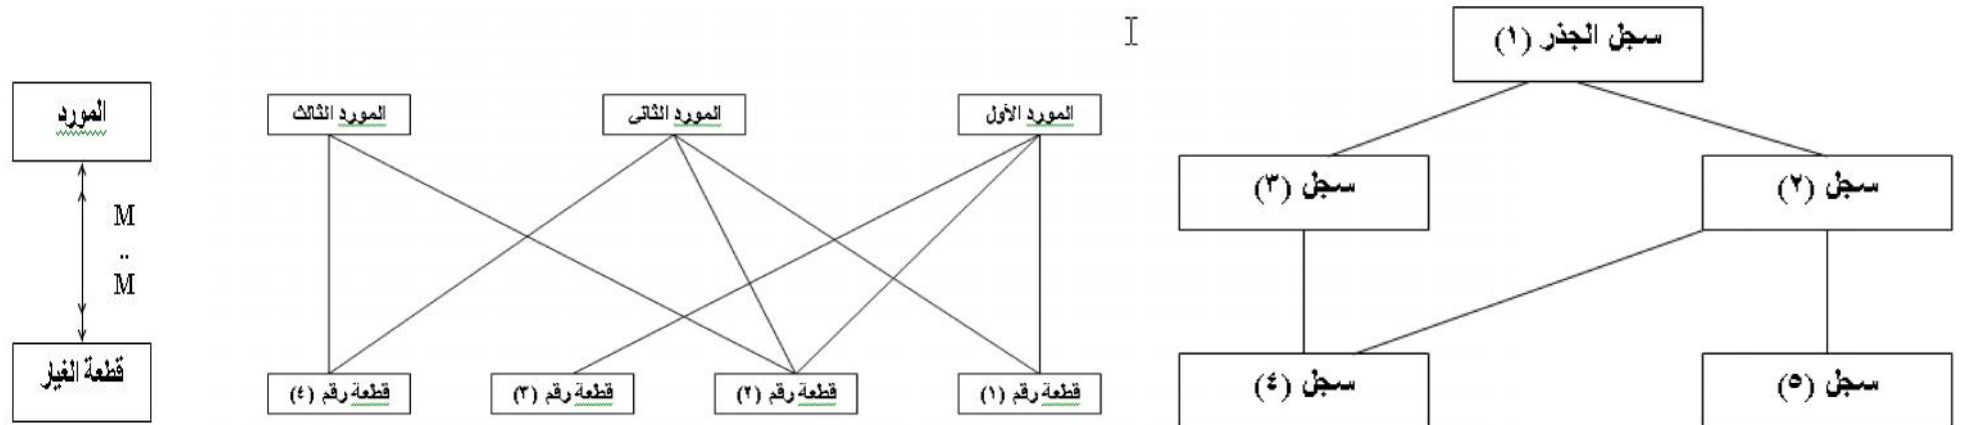 سجل الجذر (١)
سجل (٢)
سجل (٣)
سجل (٤)
سجل (٥)
المورد الأول
المورد الثانى
المورد الثالث
قطعة رقم (١)
قطعة رقم (٢)
قطعة رقم (٣)
قطعة رقم (٤)
المورد
M
..
M
قطعة الغيار